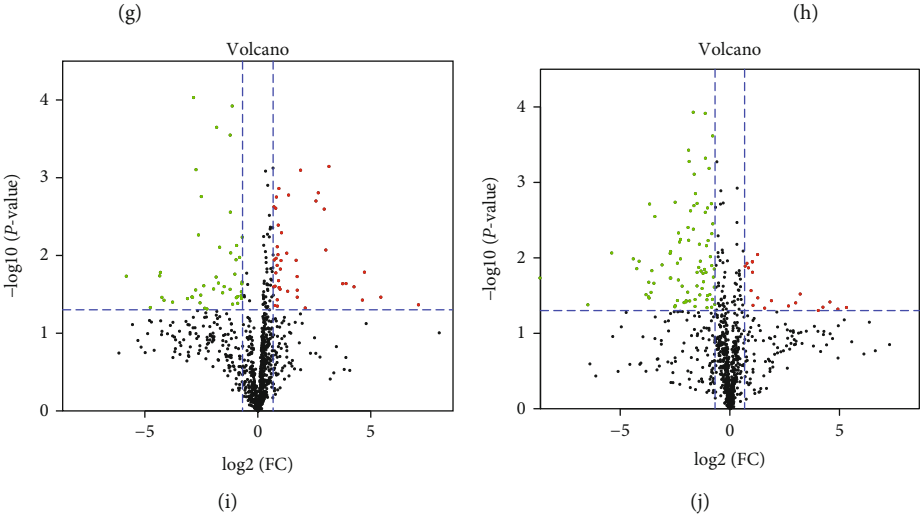 (g) (h)
Volcano Volcano
4
3
2
1
0
−log10 (P-value)
−5 0 5
log2 (FC)
(i)
4
3
2
1
0
−log10 (P-value)
−5 0 5
log2 (FC)
(j)